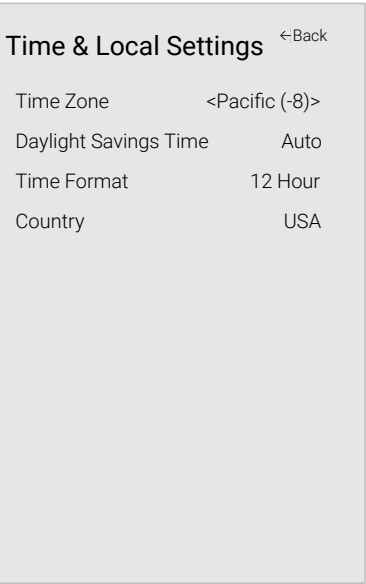 Time & Local Settings ←Back
Time Zone <Pacific (-8)>
Daylight Savings Time Auto
Time Format 12 Hour
Country USA